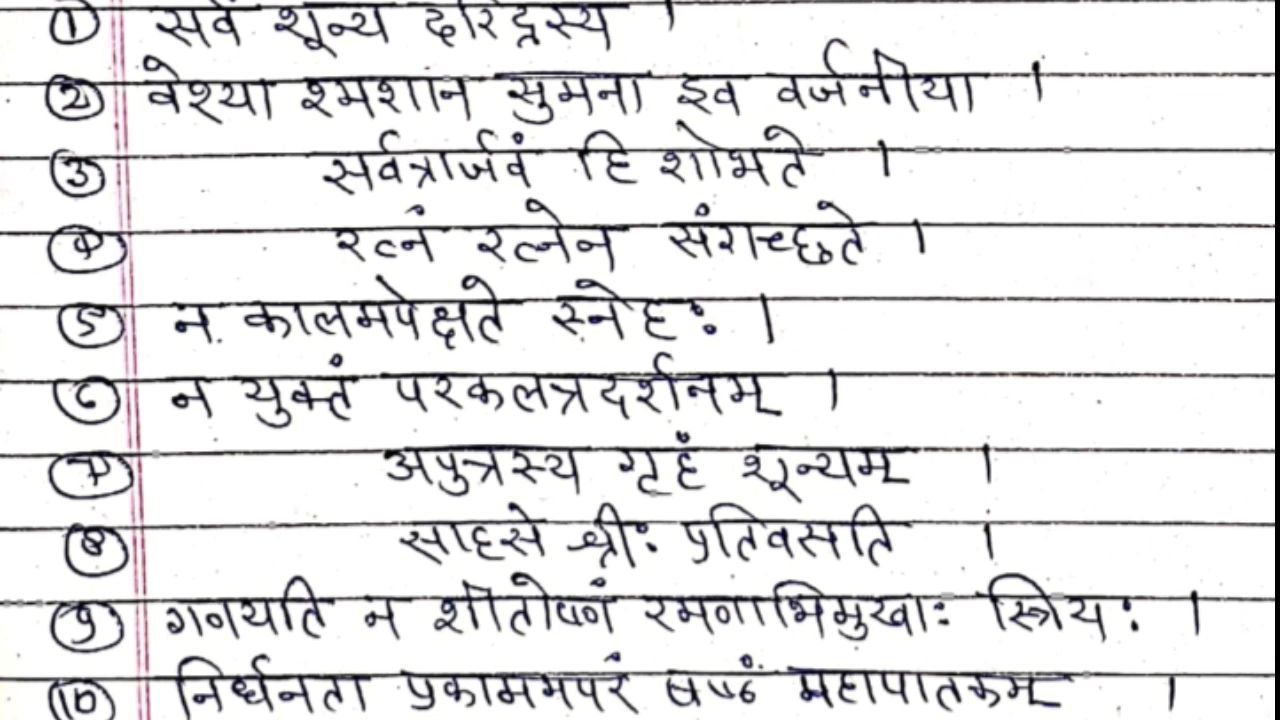 ① सर्वं शून्य दरिद्रस्य ।
② वेश्या श्मशान सुमना इव वर्जनीया ।
③ सर्वत्रार्जवं हि शोभते ।
④ रत्नं रत्नेन संगच्छते ।
⑤ न कालमपेक्षते स्नेहः ।
⑥ न युक्तं परकलत्रदर्शनम् ।
⑦ अपुत्रस्य गृहं शून्यम् ।
⑧ साहसे श्रीः प्रतिवसति ।
⑨ गणयति न शीतोष्णं रमणाभिमुखाः स्त्रियः ।
⑩ निर्धनता प्रकाममपरं षष्ठं महापातकम् ।